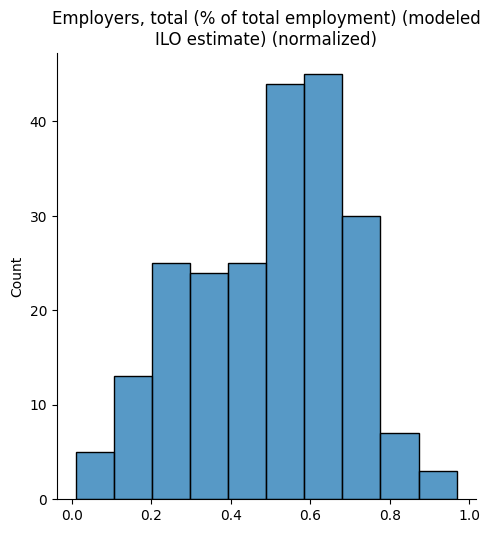 Employers, total (% of total employment) (modeled
ILO estimate) (normalized)
Count
40
30
20
10
0
0.0 0.2 0.4 0.6 0.8 1.0